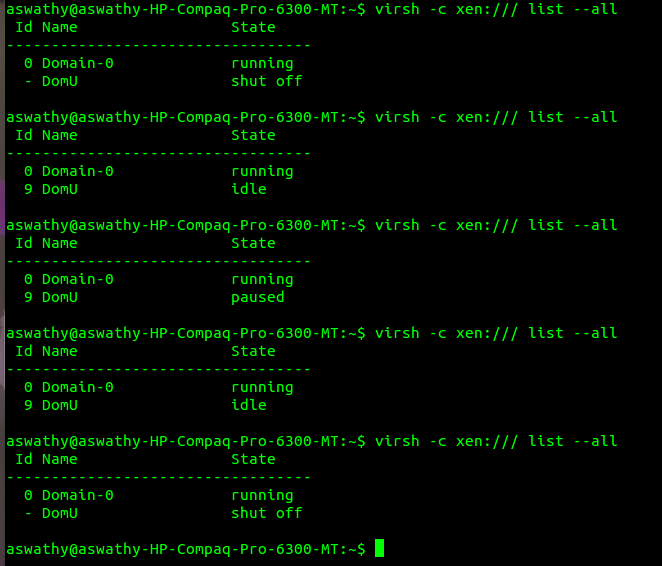 aswathy@aswathy-HP-Compaq-Pro-6300-MT:~$ virsh -c xen:/// list --all
 Id Name                 State
----------------------------------
  0 Domain-0             running
  - DomU                 shut off
aswathy@aswathy-HP-Compaq-Pro-6300-MT:~$ virsh -c xen:/// list --all
 Id Name                 State
----------------------------------
  0 Domain-0             running
  9 DomU                 idle
aswathy@aswathy-HP-Compaq-Pro-6300-MT:~$ virsh -c xen:/// list --all
 Id Name                 State
----------------------------------
  0 Domain-0             running
  9 DomU                 paused
aswathy@aswathy-HP-Compaq-Pro-6300-MT:~$ virsh -c xen:/// list --all
 Id Name                 State
----------------------------------
  0 Domain-0             running
  9 DomU                 idle
aswathy@aswathy-HP-Compaq-Pro-6300-MT:~$ virsh -c xen:/// list --all
 Id Name                 State
----------------------------------
  0 Domain-0             running
  - DomU                 shut off
aswathy@aswathy-HP-Compaq-Pro-6300-MT:~$